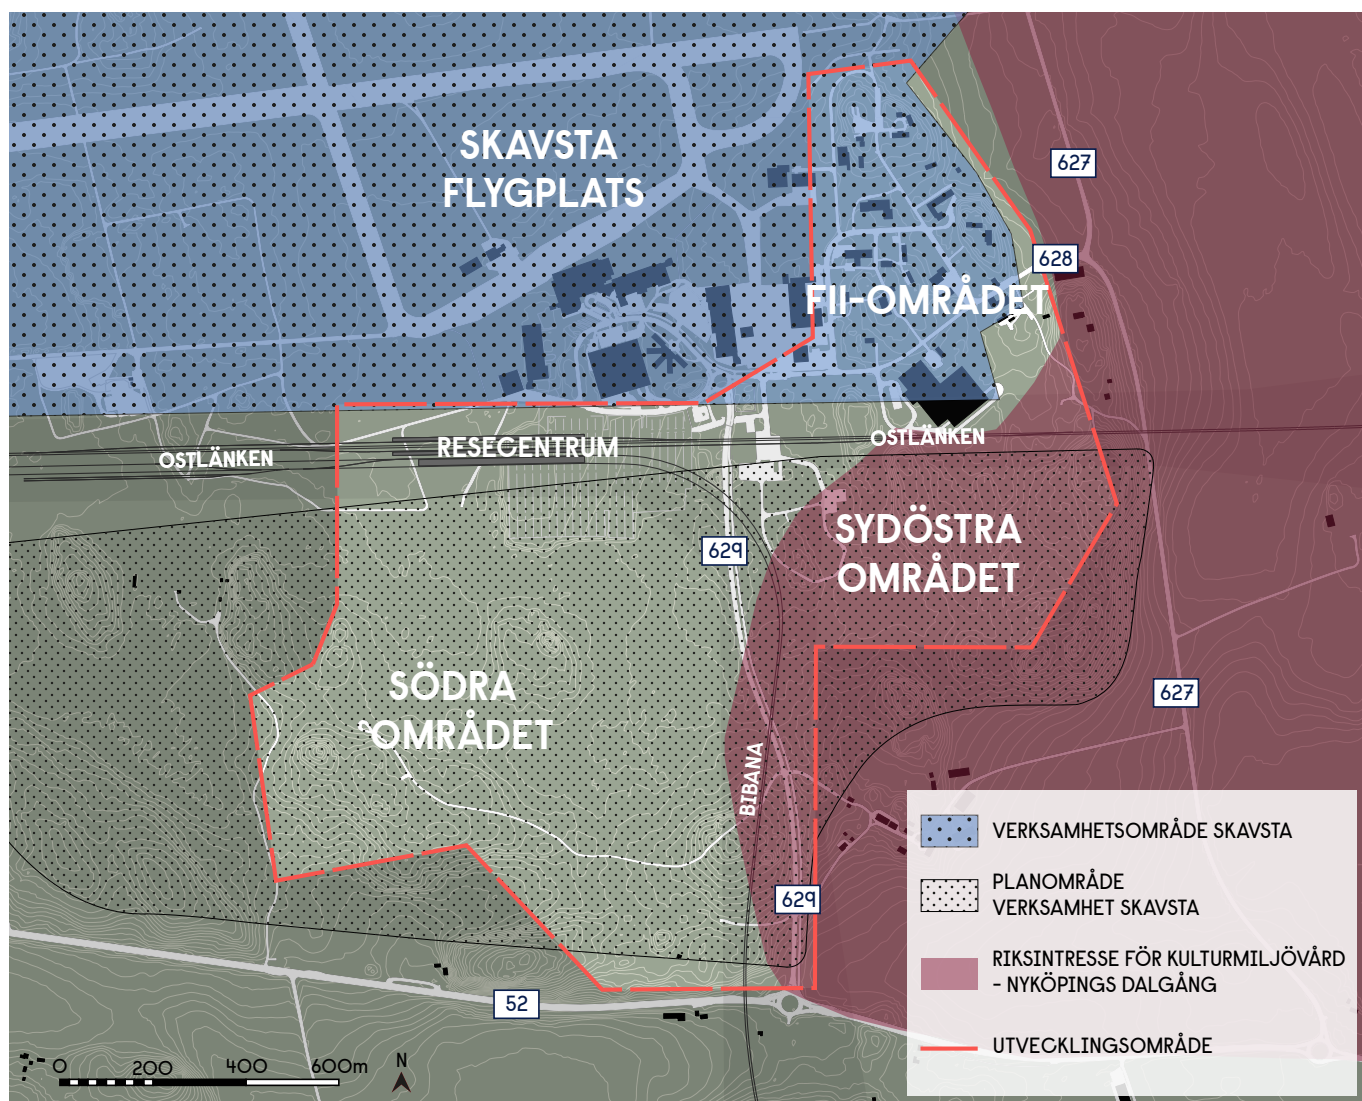 SKAVSTA
FLYGPLATS
627
628
F11-OMRÅDET
RESECENTRUM
OSTLÄNKEN
OSTLÄNKEN
629
SYDÖSTRA
OMRÅDET
SÖDRA
OMRÅDET
627
BIBANA
629
52
VERKSAMHETSOMRÅDE SKAVSTA
PLANOMRÅDE
VERKSAMHET SKAVSTA
RIKSINTRESSE FÖR KULTURMILJÖVÅRD
- NYKÖPINGS DALGÅNG
UTVECKLINGSOMRÅDE
0 200 400 600m
N